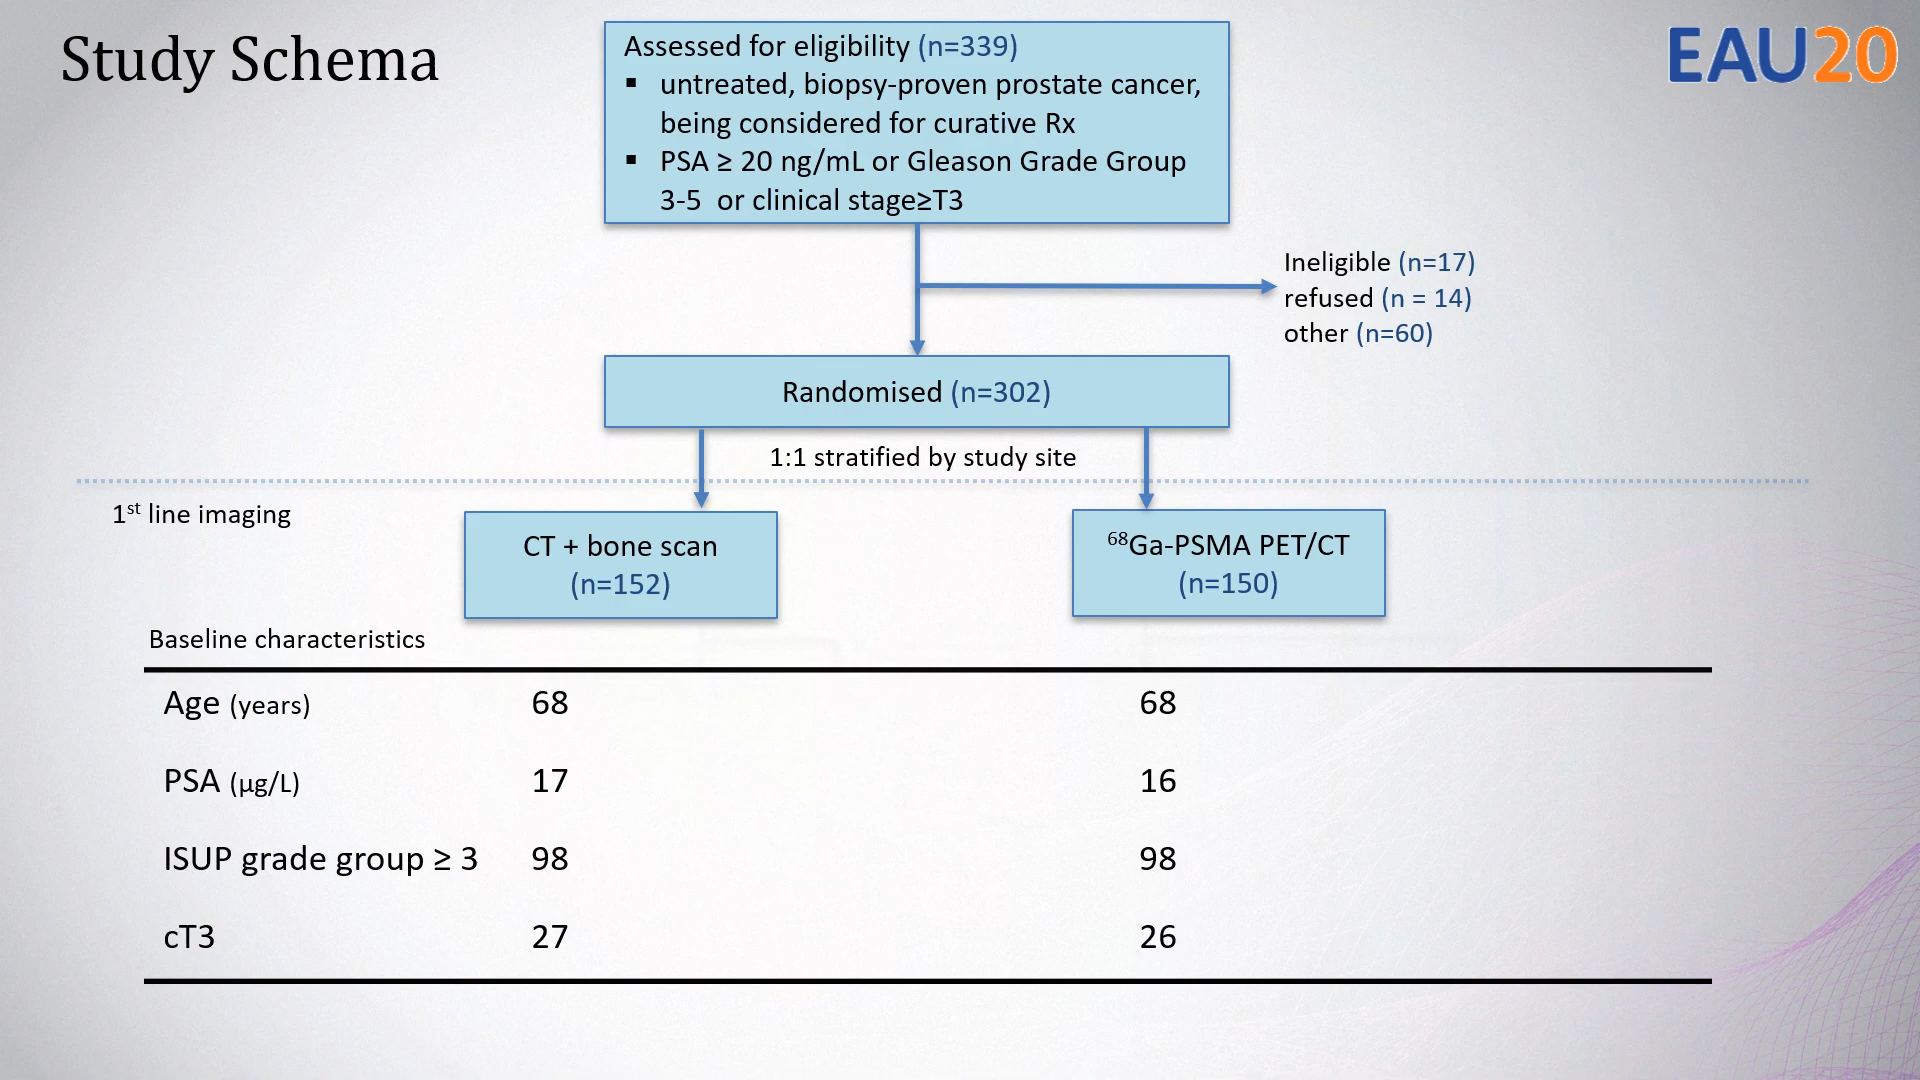 Study Schema
EAU20
Assessed for eligibility (n=339)
▪ untreated, biopsy-proven prostate cancer,
being considered for curative Rx
▪ PSA ≥ 20 ng/mL or Gleason Grade Group
3-5 or clinical stage≥T3
Ineligible (n=17)
refused (n = 14)
other (n=60)
Randomised (n=302)
1:1 stratified by study site
1st line imaging
CT + bone scan
(n=152)
68Ga-PSMA PET/CT
(n=150)
Baseline characteristics
Age (years) 68 68
PSA (µg/L) 17 16
ISUP grade group ≥ 3 98 98
cT3 27 26